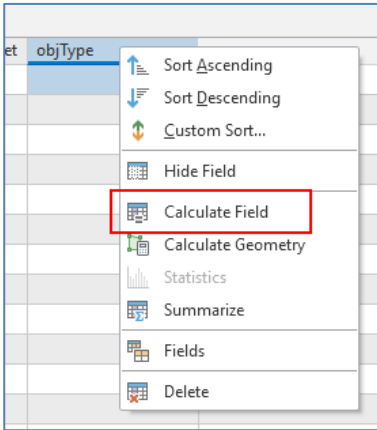 et objType
Sort Ascending
Sort Descending
Custom Sort...
Hide Field
Calculate Field
Calculate Geometry
Statistics
Summarize
Fields
Delete